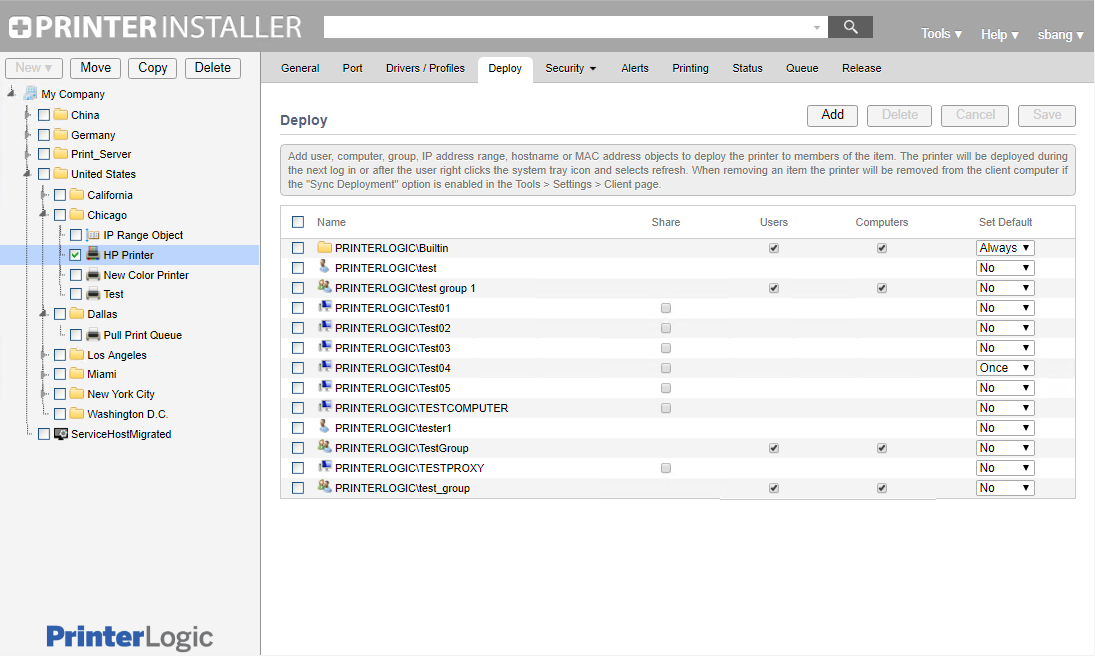 PRINTER INSTALLER
Tools ▾ Help ▾ sbang ▾
New ▾ Move Copy Delete
General Port Drivers / Profiles Deploy Security ▾ Alerts Printing Status Queue Release
My Company
China
Germany
Print_Server
United States
California
Chicago
IP Range Object
HP Printer
New Color Printer
Test
Dallas
Pull Print Queue
Los Angeles
Miami
New York City
Washington D.C.
ServiceHostMigrated
PrinterLogic
Deploy Add Delete Cancel Save
Add user, computer, group, IP address range, hostname or MAC address objects to deploy the printer to members of the item. The printer will be deployed during
the next log in or after the user right clicks the system tray icon and selects refresh. When removing an item the printer will be removed from the client computer if
the "Sync Deployment" option is enabled in the Tools > Settings > Client page.
Name Share Users Computers Set Default
PRINTERLOGIC\Builtin Always ▾
PRINTERLOGIC\test No ▾
PRINTERLOGIC\test group 1 No ▾
PRINTERLOGIC\Test01 No ▾
PRINTERLOGIC\Test02 No ▾
PRINTERLOGIC\Test03 No ▾
PRINTERLOGIC\Test04 Once ▾
PRINTERLOGIC\Test05 No ▾
PRINTERLOGIC\TESTCOMPUTER No ▾
PRINTERLOGIC\tester1 No ▾
PRINTERLOGIC\TestGroup No ▾
PRINTERLOGIC\TESTPROXY No ▾
PRINTERLOGIC\test_group No ▾